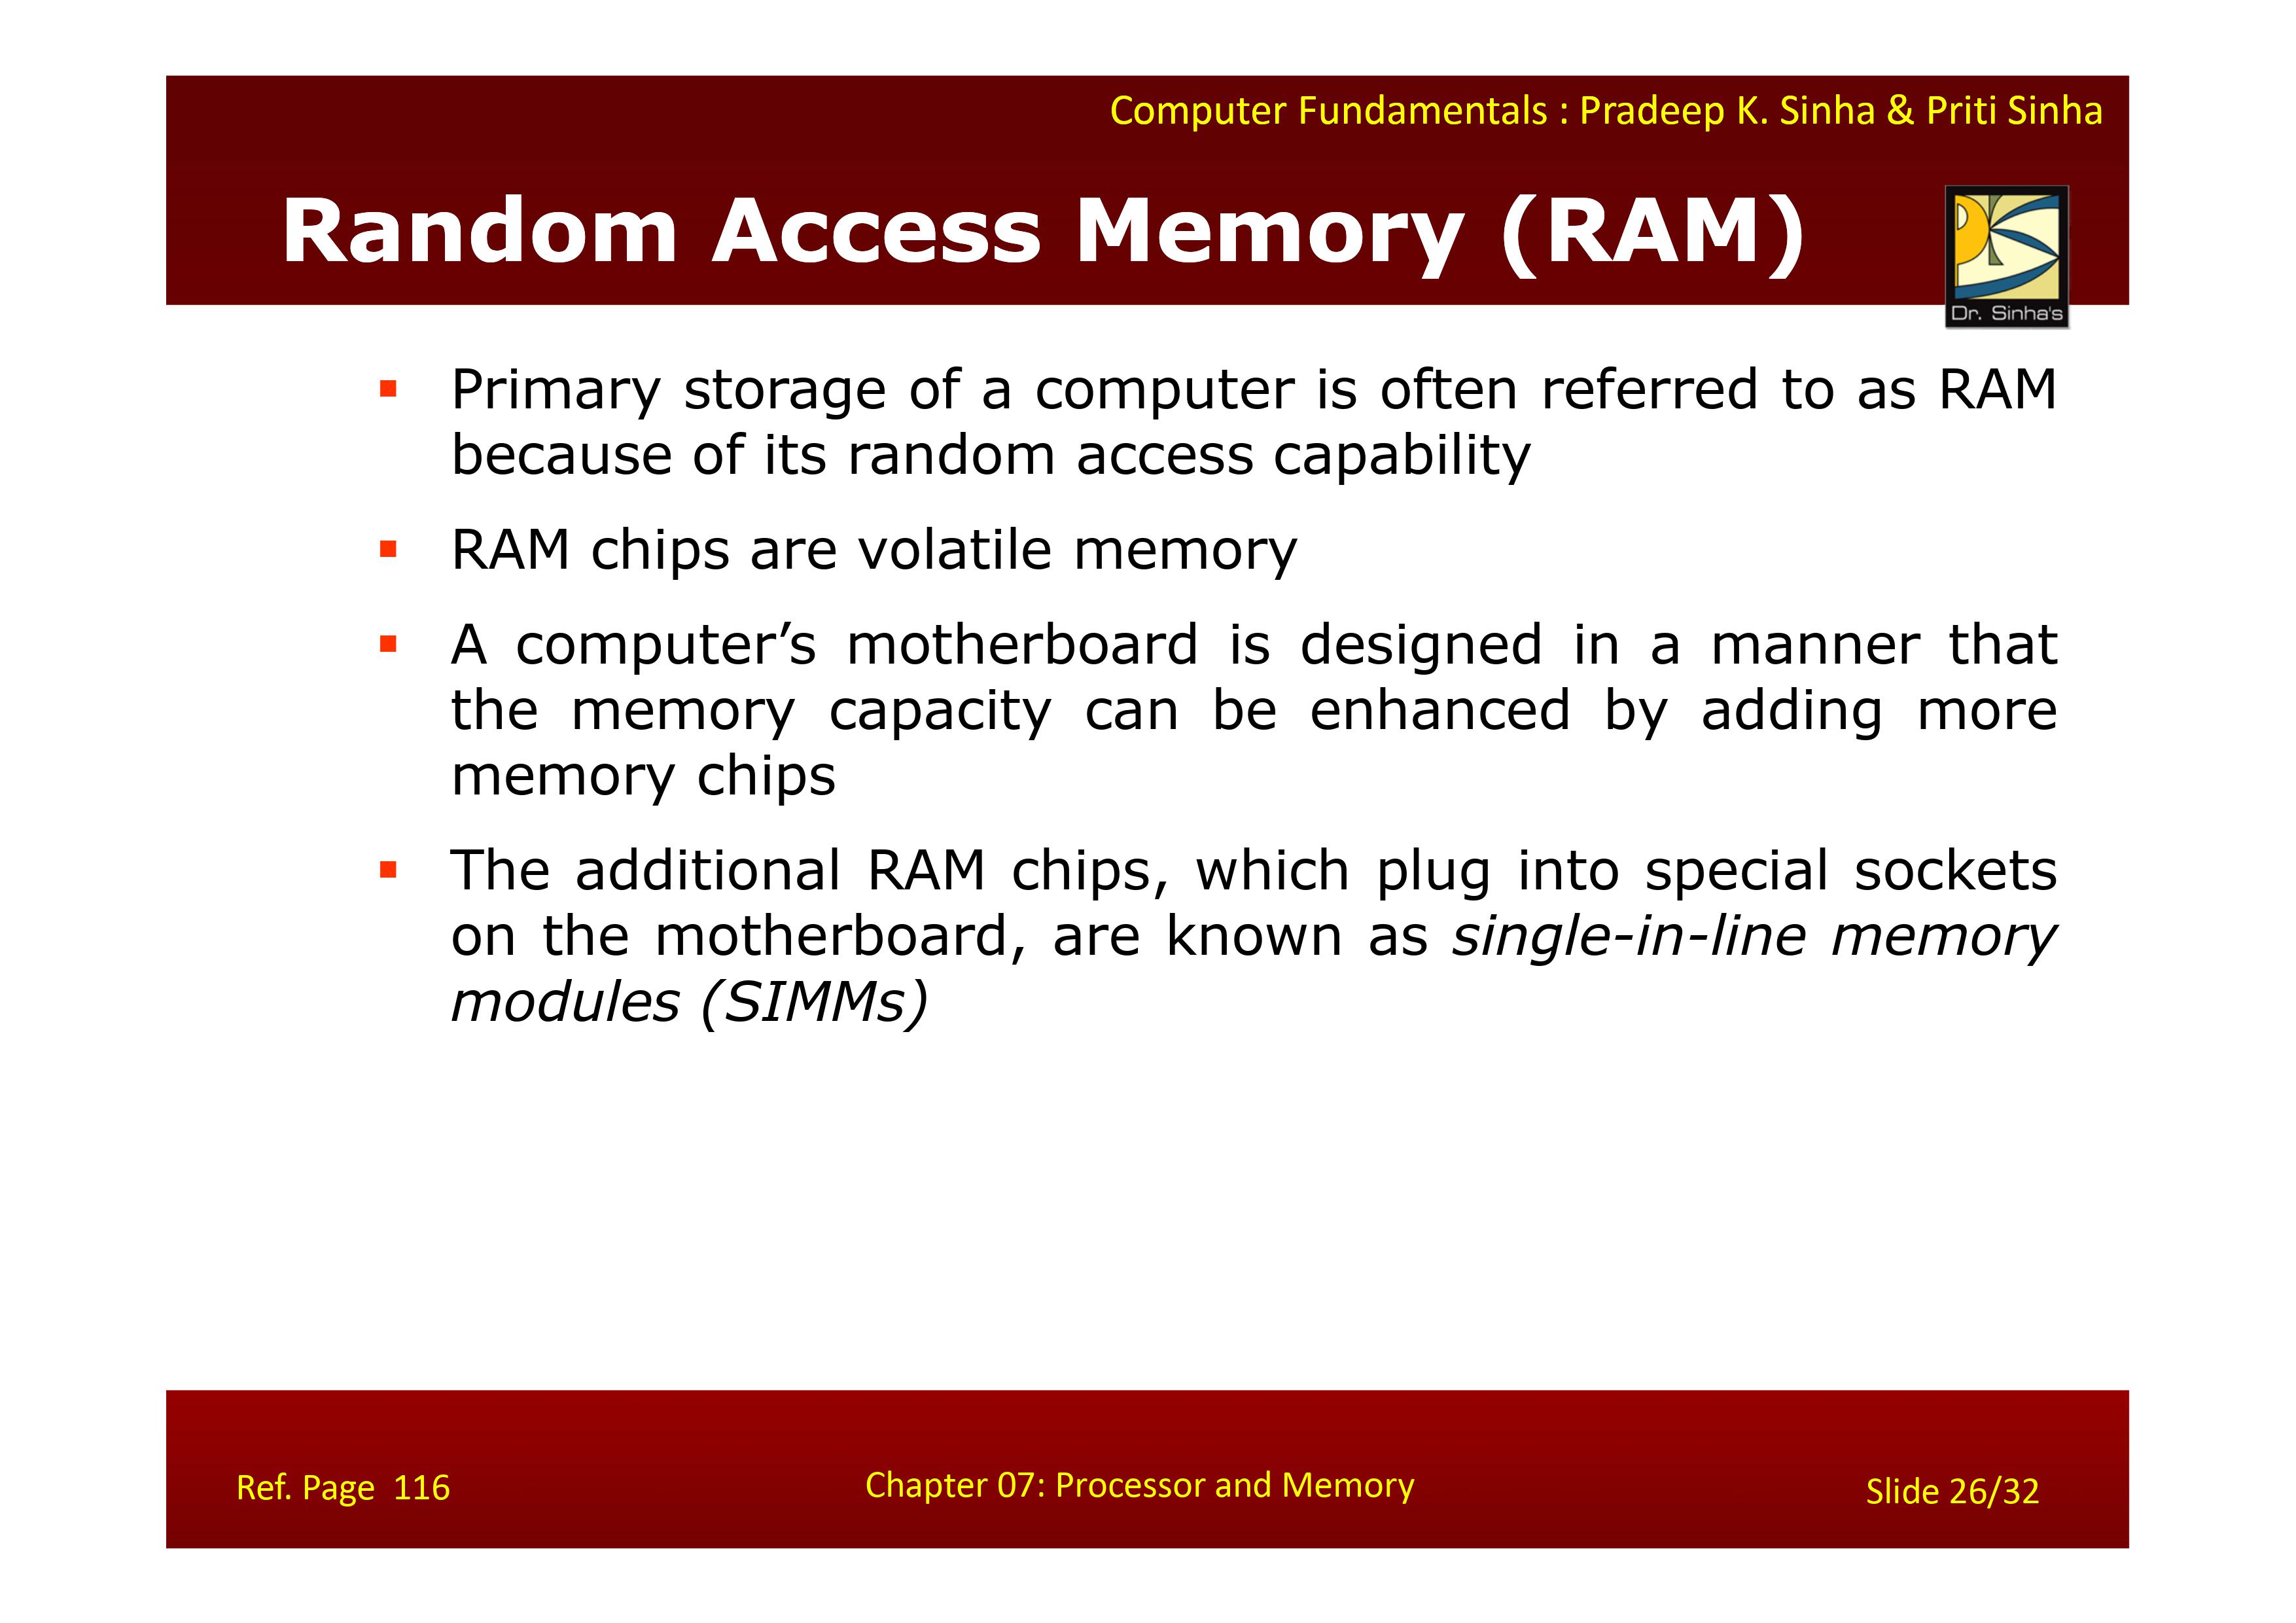 Computer Fundamentals : Pradeep K. Sinha & Priti Sinha
Random Access Memory (RAM)
Dr. Sinha's
▪ Primary storage of a computer is often referred to as RAM
because of its random access capability
▪ RAM chips are volatile memory
▪ A computer’s motherboard is designed in a manner that
the memory capacity can be enhanced by adding more
memory chips
▪ The additional RAM chips, which plug into special sockets
on the motherboard, are known as single-in-line memory
modules (SIMMs)
Ref. Page 116
Chapter 07: Processor and Memory
Slide 26/32